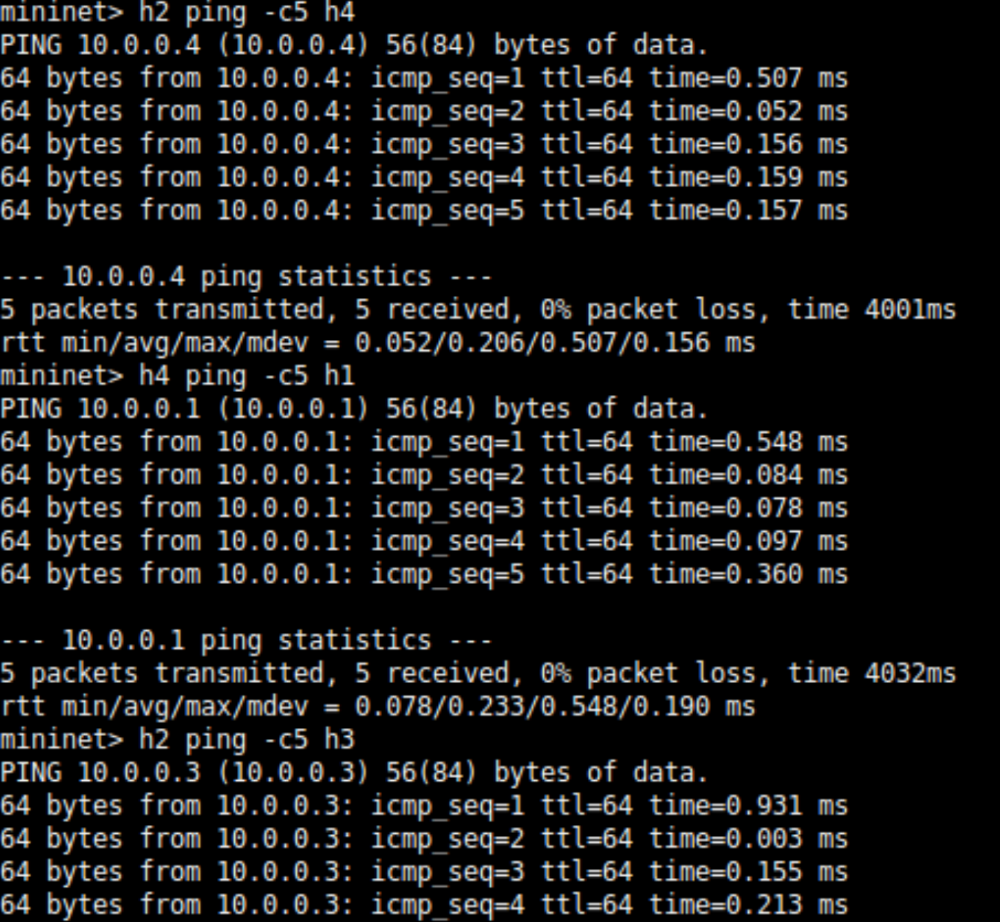 mininet> h2 ping -c5 h4
PING 10.0.0.4 (10.0.0.4) 56(84) bytes of data.
64 bytes from 10.0.0.4: icmp_seq=1 ttl=64 time=0.507 ms
64 bytes from 10.0.0.4: icmp_seq=2 ttl=64 time=0.052 ms
64 bytes from 10.0.0.4: icmp_seq=3 ttl=64 time=0.156 ms
64 bytes from 10.0.0.4: icmp_seq=4 ttl=64 time=0.159 ms
64 bytes from 10.0.0.4: icmp_seq=5 ttl=64 time=0.157 ms
--- 10.0.0.4 ping statistics ---
5 packets transmitted, 5 received, 0% packet loss, time 4001ms
rtt min/avg/max/mdev = 0.052/0.206/0.507/0.156 ms
mininet> h4 ping -c5 h1
PING 10.0.0.1 (10.0.0.1) 56(84) bytes of data.
64 bytes from 10.0.0.1: icmp_seq=1 ttl=64 time=0.548 ms
64 bytes from 10.0.0.1: icmp_seq=2 ttl=64 time=0.084 ms
64 bytes from 10.0.0.1: icmp_seq=3 ttl=64 time=0.078 ms
64 bytes from 10.0.0.1: icmp_seq=4 ttl=64 time=0.097 ms
64 bytes from 10.0.0.1: icmp_seq=5 ttl=64 time=0.360 ms
--- 10.0.0.1 ping statistics ---
5 packets transmitted, 5 received, 0% packet loss, time 4032ms
rtt min/avg/max/mdev = 0.078/0.233/0.548/0.190 ms
mininet> h2 ping -c5 h3
PING 10.0.0.3 (10.0.0.3) 56(84) bytes of data.
64 bytes from 10.0.0.3: icmp_seq=1 ttl=64 time=0.931 ms
64 bytes from 10.0.0.3: icmp_seq=2 ttl=64 time=0.003 ms
64 bytes from 10.0.0.3: icmp_seq=3 ttl=64 time=0.155 ms
64 bytes from 10.0.0.3: icmp_seq=4 ttl=64 time=0.213 ms